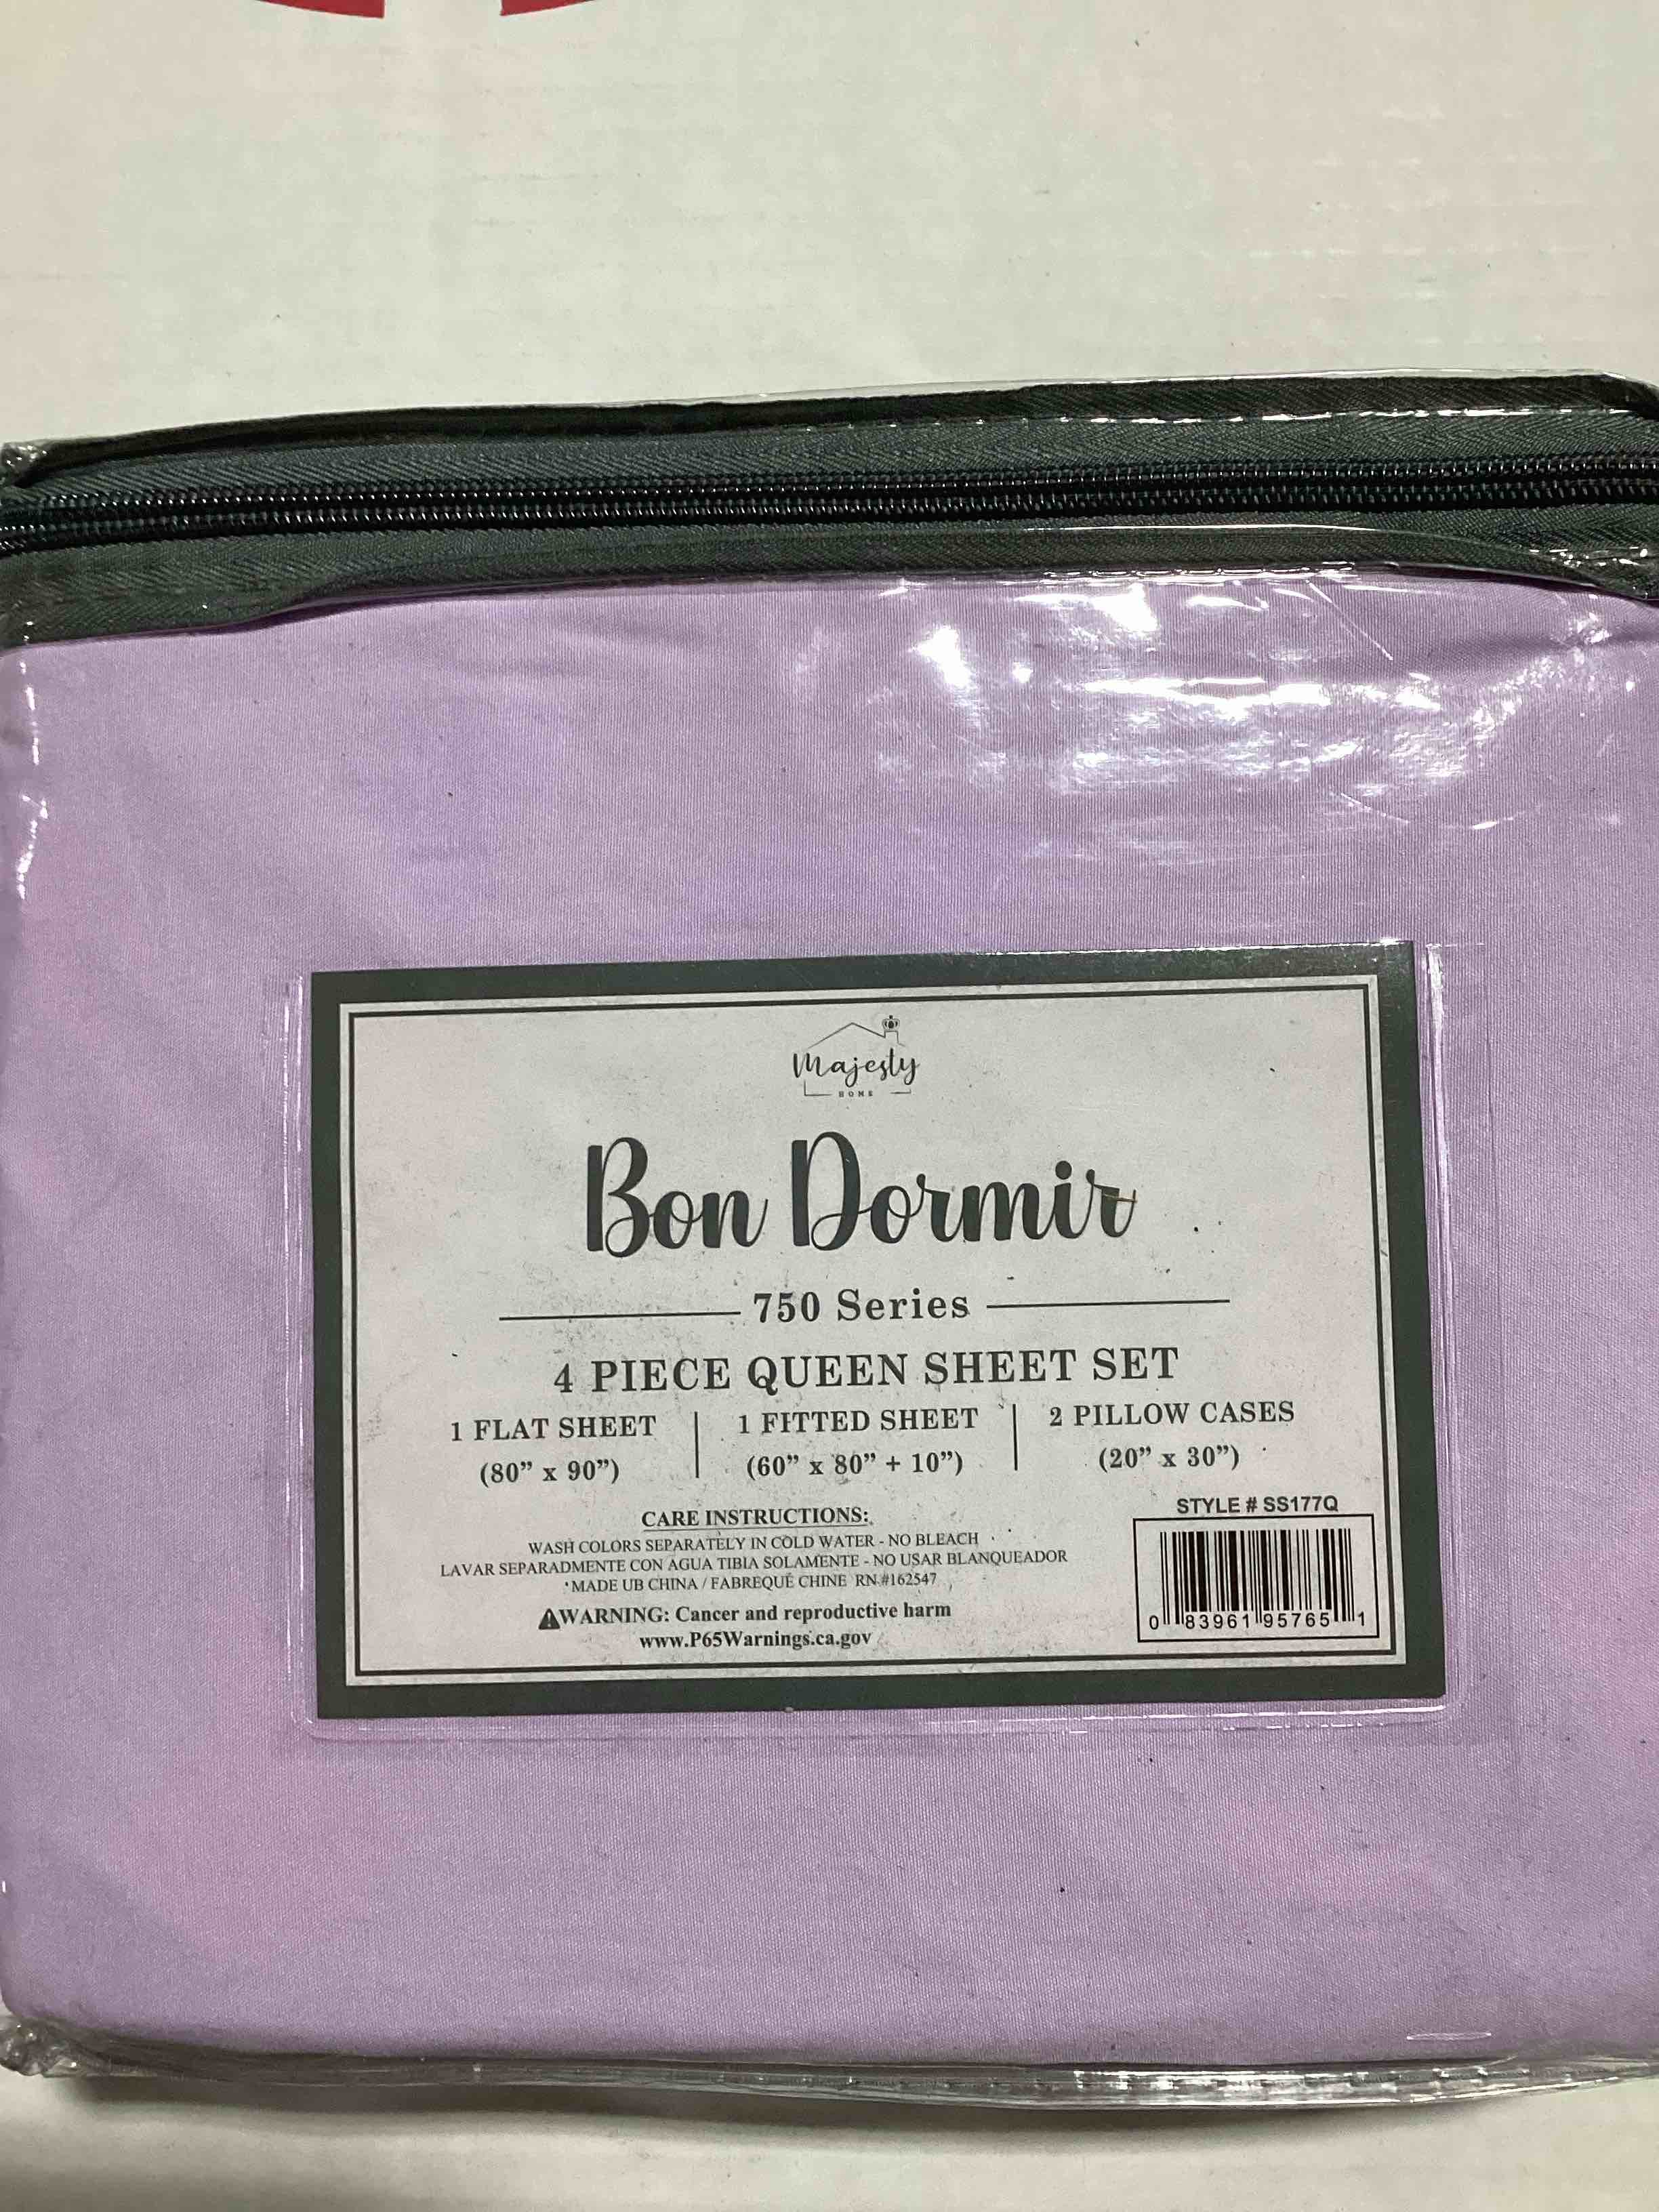 Majesty
HOME
Bon Dormir
750 Series
4 PIECE QUEEN SHEET SET
1 FLAT SHEET | 1 FITTED SHEET | 2 PILLOW CASES
(80” x 90”) (60” x 80” + 10”) (20” x 30”)
CARE INSTRUCTIONS:
WASH COLORS SEPARATELY IN COLD WATER - NO BLEACH
LAVAR SEPARADMENTE CON AGUA TIBIA SOLAMENTE - NO USAR BLANQUEADOR
MADE UB CHINA / FABREQUÉ CHINE RN #162547
⚠WARNING: Cancer and reproductive harm
www.P65Warnings.ca.gov
STYLE # SS177Q
0 83961 95765 1